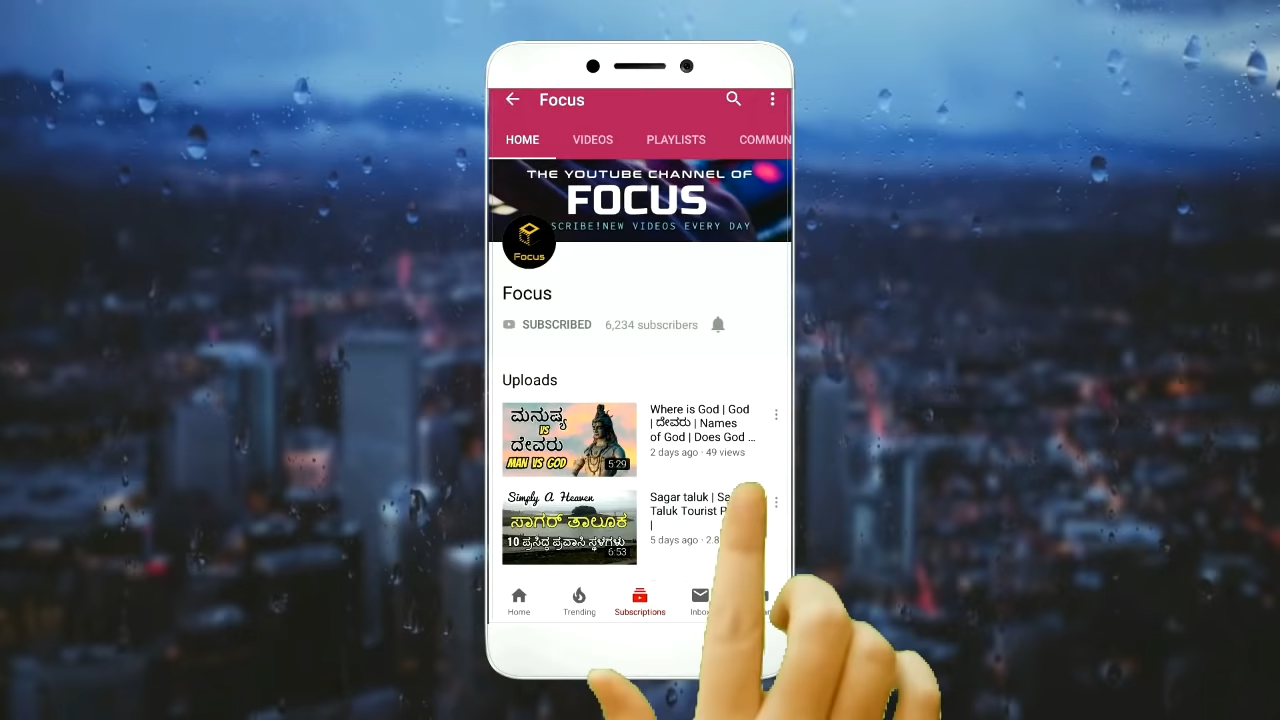 Focus
HOME VIDEOS PLAYLISTS COMMUN
THE YOUTUBE CHANNEL OF
FOCUS
SCRIBE!NEW VIDEOS EVERY DAY
Focus
Focus
SUBSCRIBED 6,234 subscribers
Uploads
ಮನುಷ್ಯ
VS
ದೇವರು
MAN VS GOD
5:29
Where is God | God
| ದೇವರು | Names
of God | Does God ...
2 days ago · 49 views
Simply A Heaven
ಸಾಗರ್ ತಾಲೂಕ
10 ಪ್ರಸಿದ್ಧ ಪ್ರವಾಸಿ ಸ್ಥಳಗಳು
6:53
Sagar taluk | Sa
Taluk Tourist P
|
5 days ago · 2.8
Home Trending Subscriptions Inbox